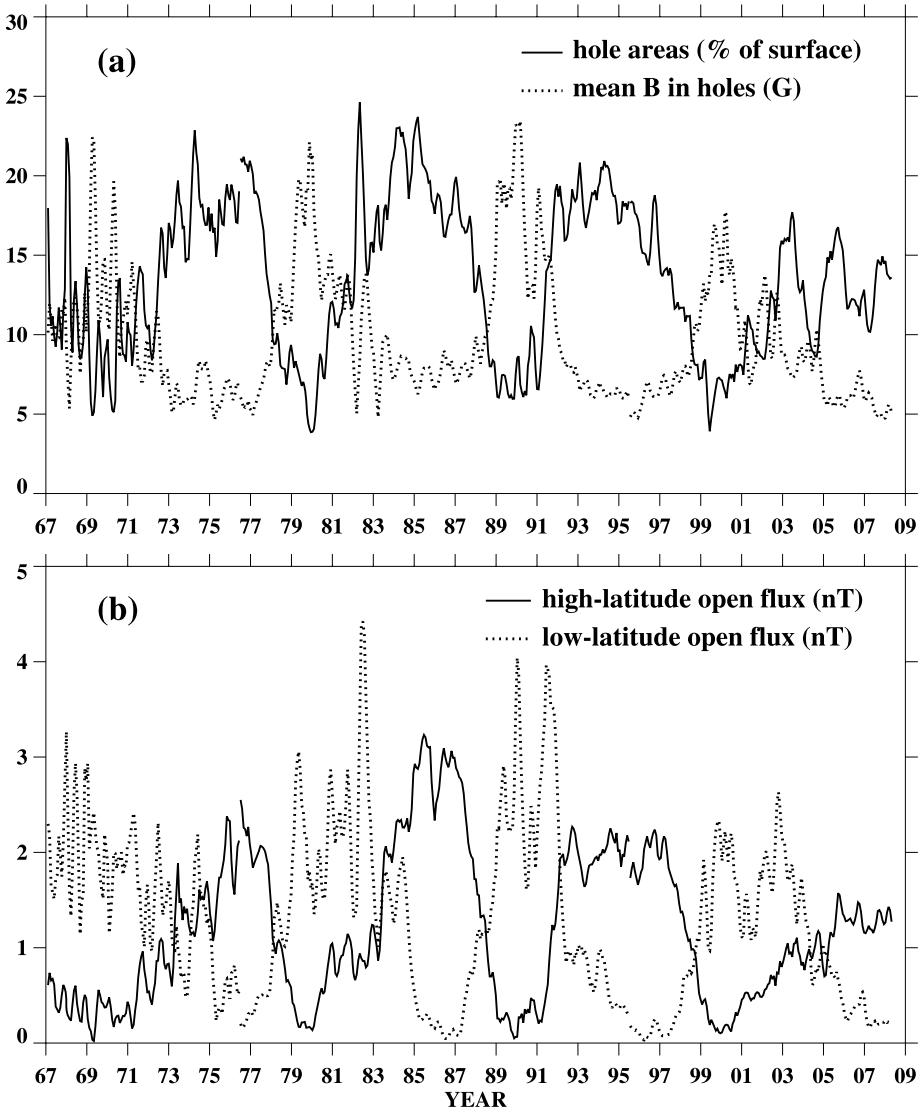 30
25
20
15
10
5
0
(a)
hole areas (% of surface)
mean B in holes (G)
67 69 71 73 75 77 79 81 83 85 87 89 91 93 95 97 99 01 03 05 07 09
5
4
3
2
1
0
(b)
high-latitude open flux (nT)
low-latitude open flux (nT)
67 69 71 73 75 77 79 81 83 85 87 89 91 93 95 97 99 01 03 05 07 09
YEAR